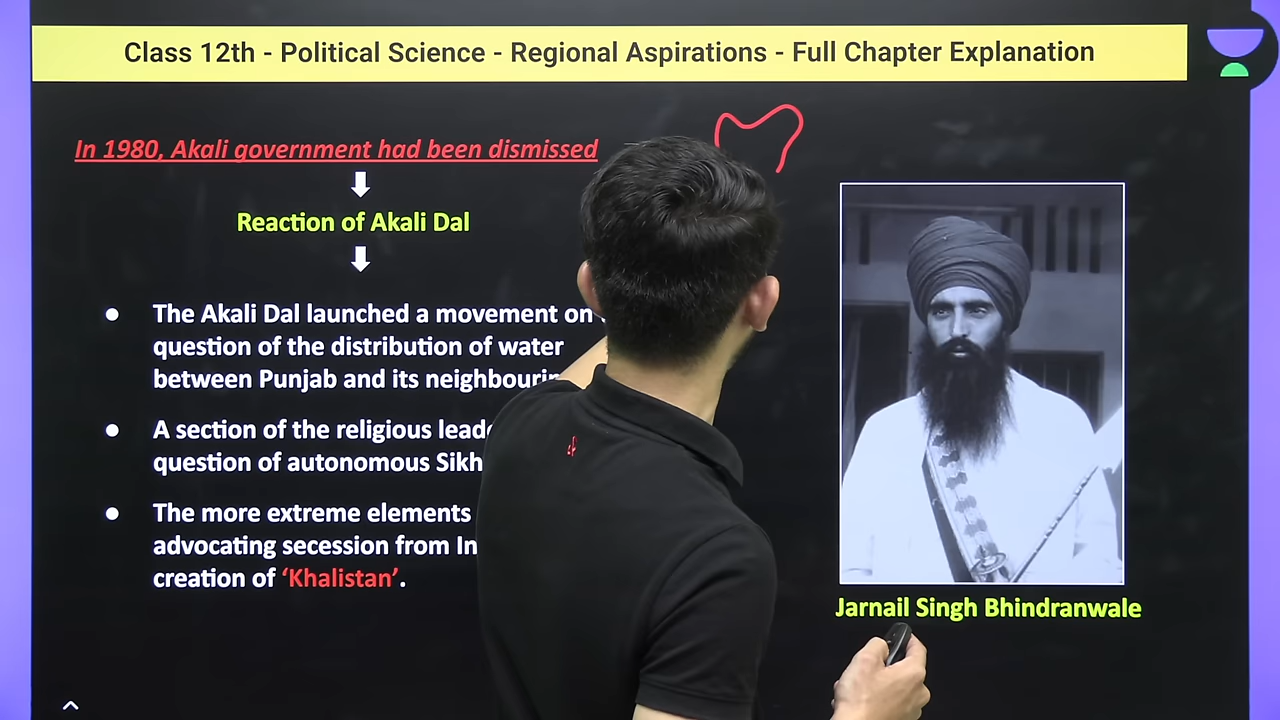 Class 12th - Political Science - Regional Aspirations - Full Chapter Explanation
In 1980, Akali government had been dismissed
Reaction of Akali Dal
The Akali Dal launched a movement on
question of the distribution of water
between Punjab and its
A section of the religious
question of autonomous Sikh
The more extreme elements
advocating secession from
creation of ‘Khalistan’.
Jarnail Singh Bhindranwale